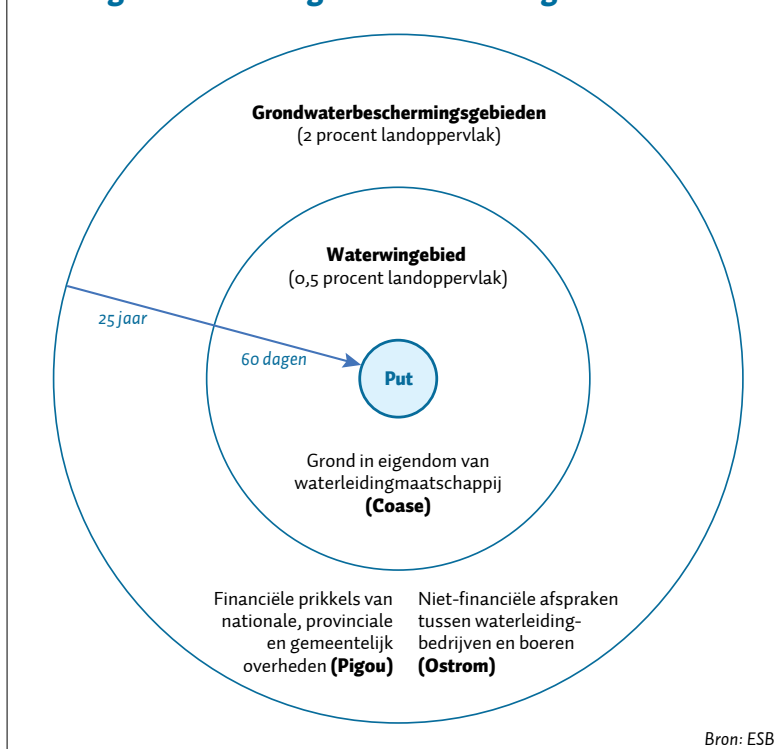 Grondwaterbeschermingsgebieden
(2 procent landoppervlak)
Waterwingebied
(0,5 procent landoppervlak)
25 jaar
60 dagen
Put
Grond in eigendom van
waterleidingmaatschappij
(Coase)
Financiële prikkels van
nationale, provinciale
en gemeentelijk
overheden (Pigou)
Niet-financiële afspraken
tussen waterleiding-
bedrijven en boeren
(Ostrom)
Bron: ESB